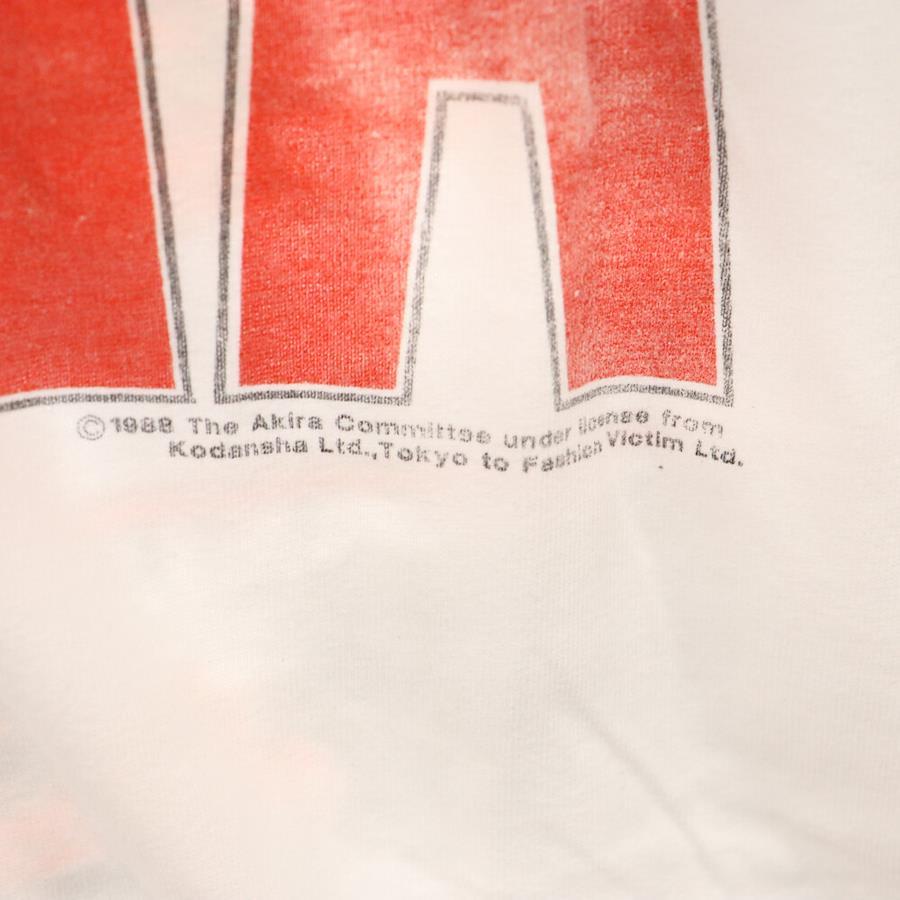 ©1988 The Akira Committee under license from
Kodansha Ltd.,Tokyo to Fashion Victim Ltd.